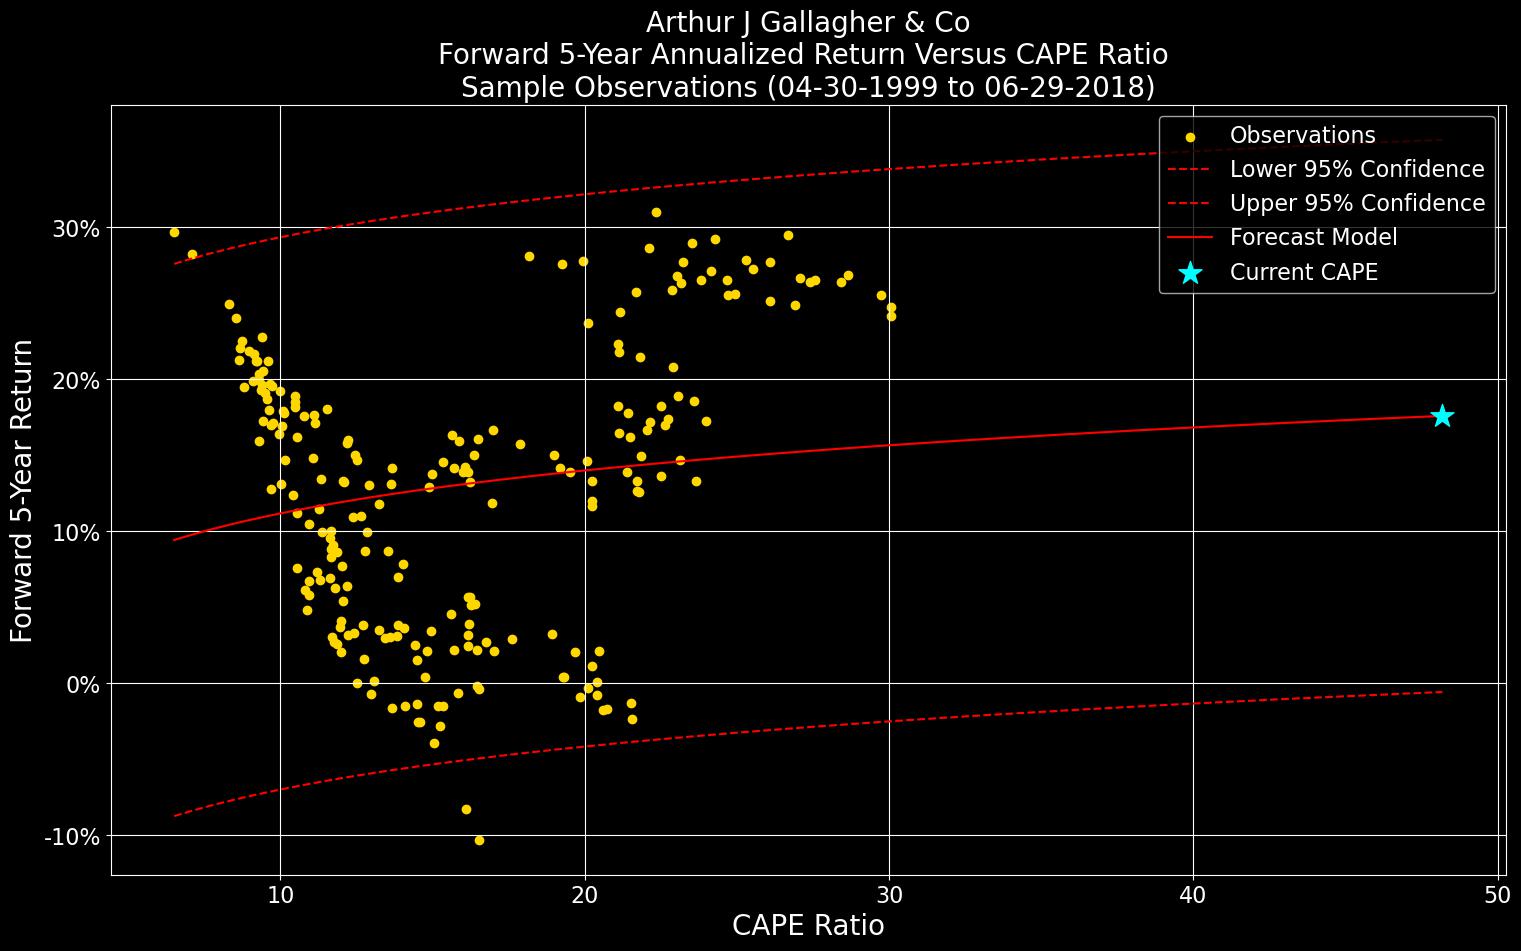 Arthur J Gallagher & Co
Forward 5-Year Annualized Return Versus CAPE Ratio
Sample Observations (04-30-1999 to 06-29-2018)
Observations
Lower 95% Confidence
Upper 95% Confidence
Forecast Model
Current CAPE
Forward 5-Year Return
30%
20%
10%
0%
-10%
10
20
30
40
50
CAPE Ratio